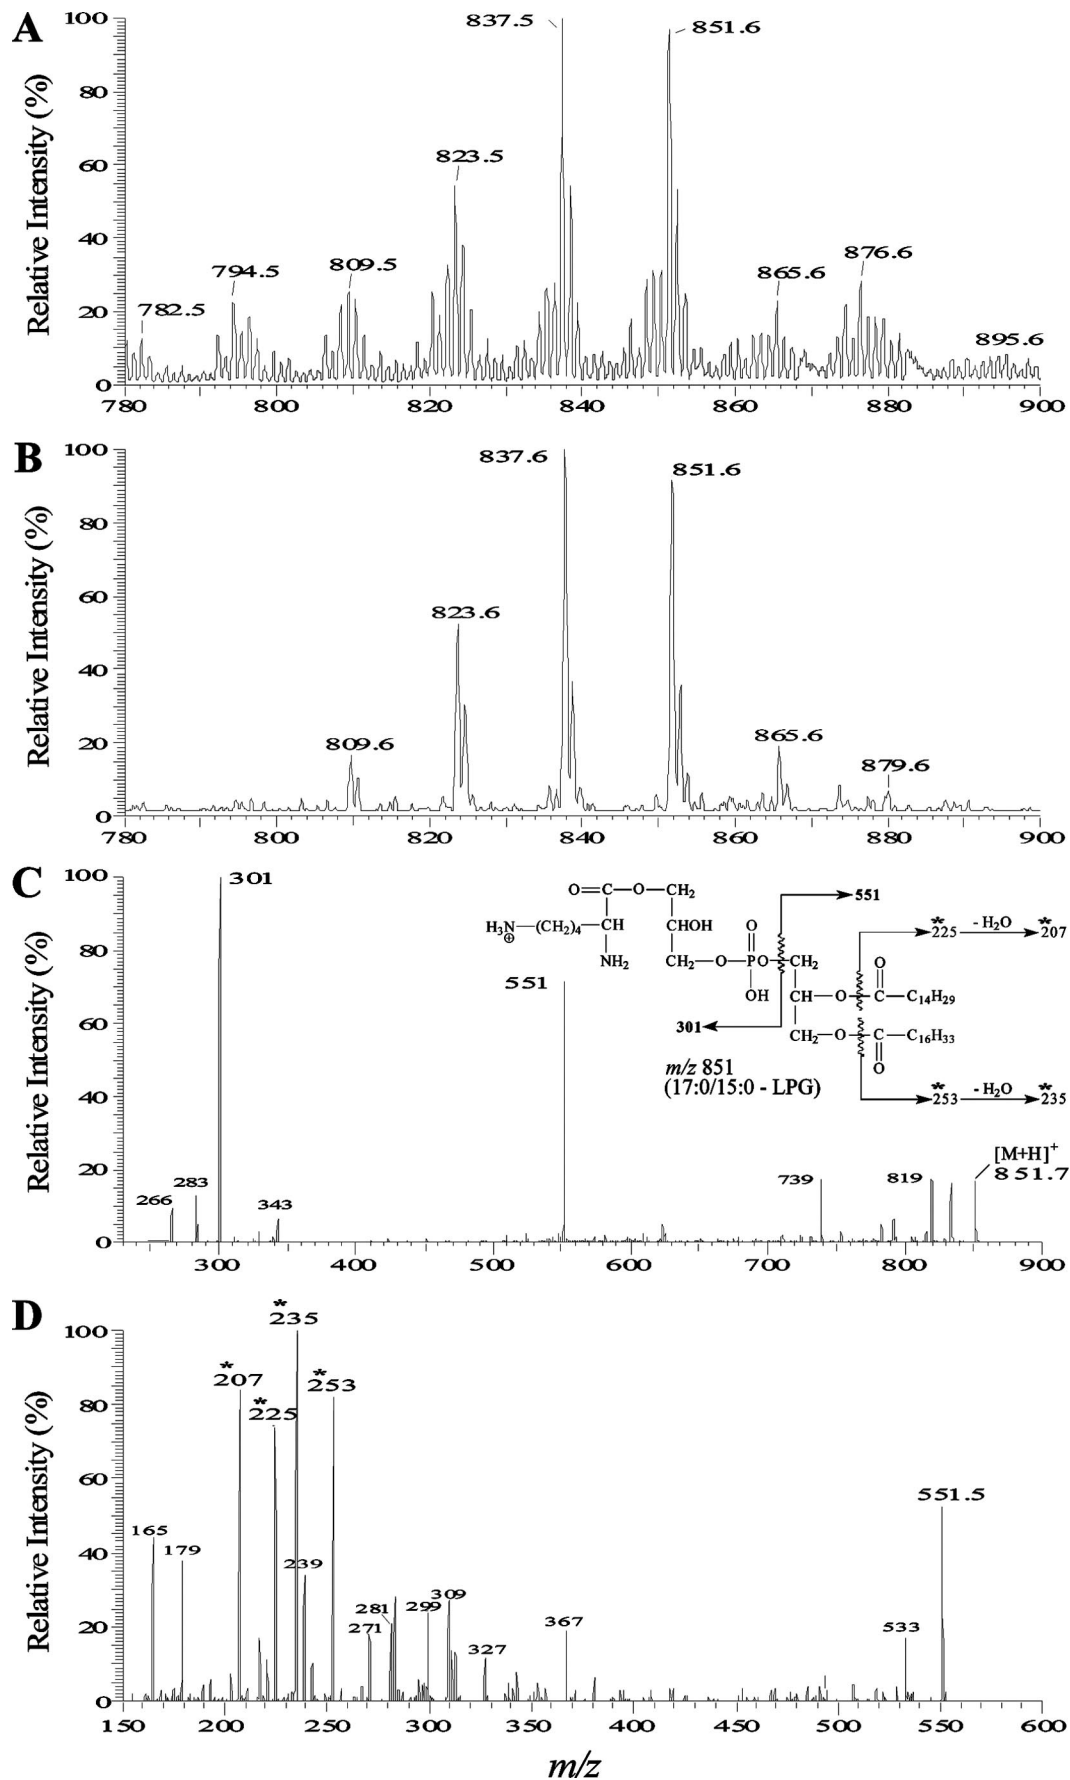 A
Relative Intensity (%)
100
80
60
40
20
0
837.5
851.6
823.5
876.6
794.5
809.5
865.6
782.5
895.6
780 800 820 840 860 880 900
B
Relative Intensity (%)
100
80
60
40
20
0
837.6
851.6
823.6
809.6
865.6
879.6
780 800 820 840 860 880 900
C
Relative Intensity (%)
100
80
60
40
20
0
301
551
266
283
343
739
819
[M+H]+
851.7
O=C—O—CH2
H3N—(CH2)4—CH
⊕
CHOH
NH2
CH2—O—P
O
O—CH2
OH
CH—O—C—C14H29
O
CH2—O—C—C16H33
O
551
*225 - H2O *207
301
m/z 851
(17:0/15:0 - LPG)
*253 - H2O *235
300 400 500 600 700 800 900
D
Relative Intensity (%)
100
80
60
40
20
0
*
235
*
207
*
253
*
225
165
179
239
281
271
299
309
327
367
533
551.5
150 200 250 300 350 400 450 500 550 600
m/z